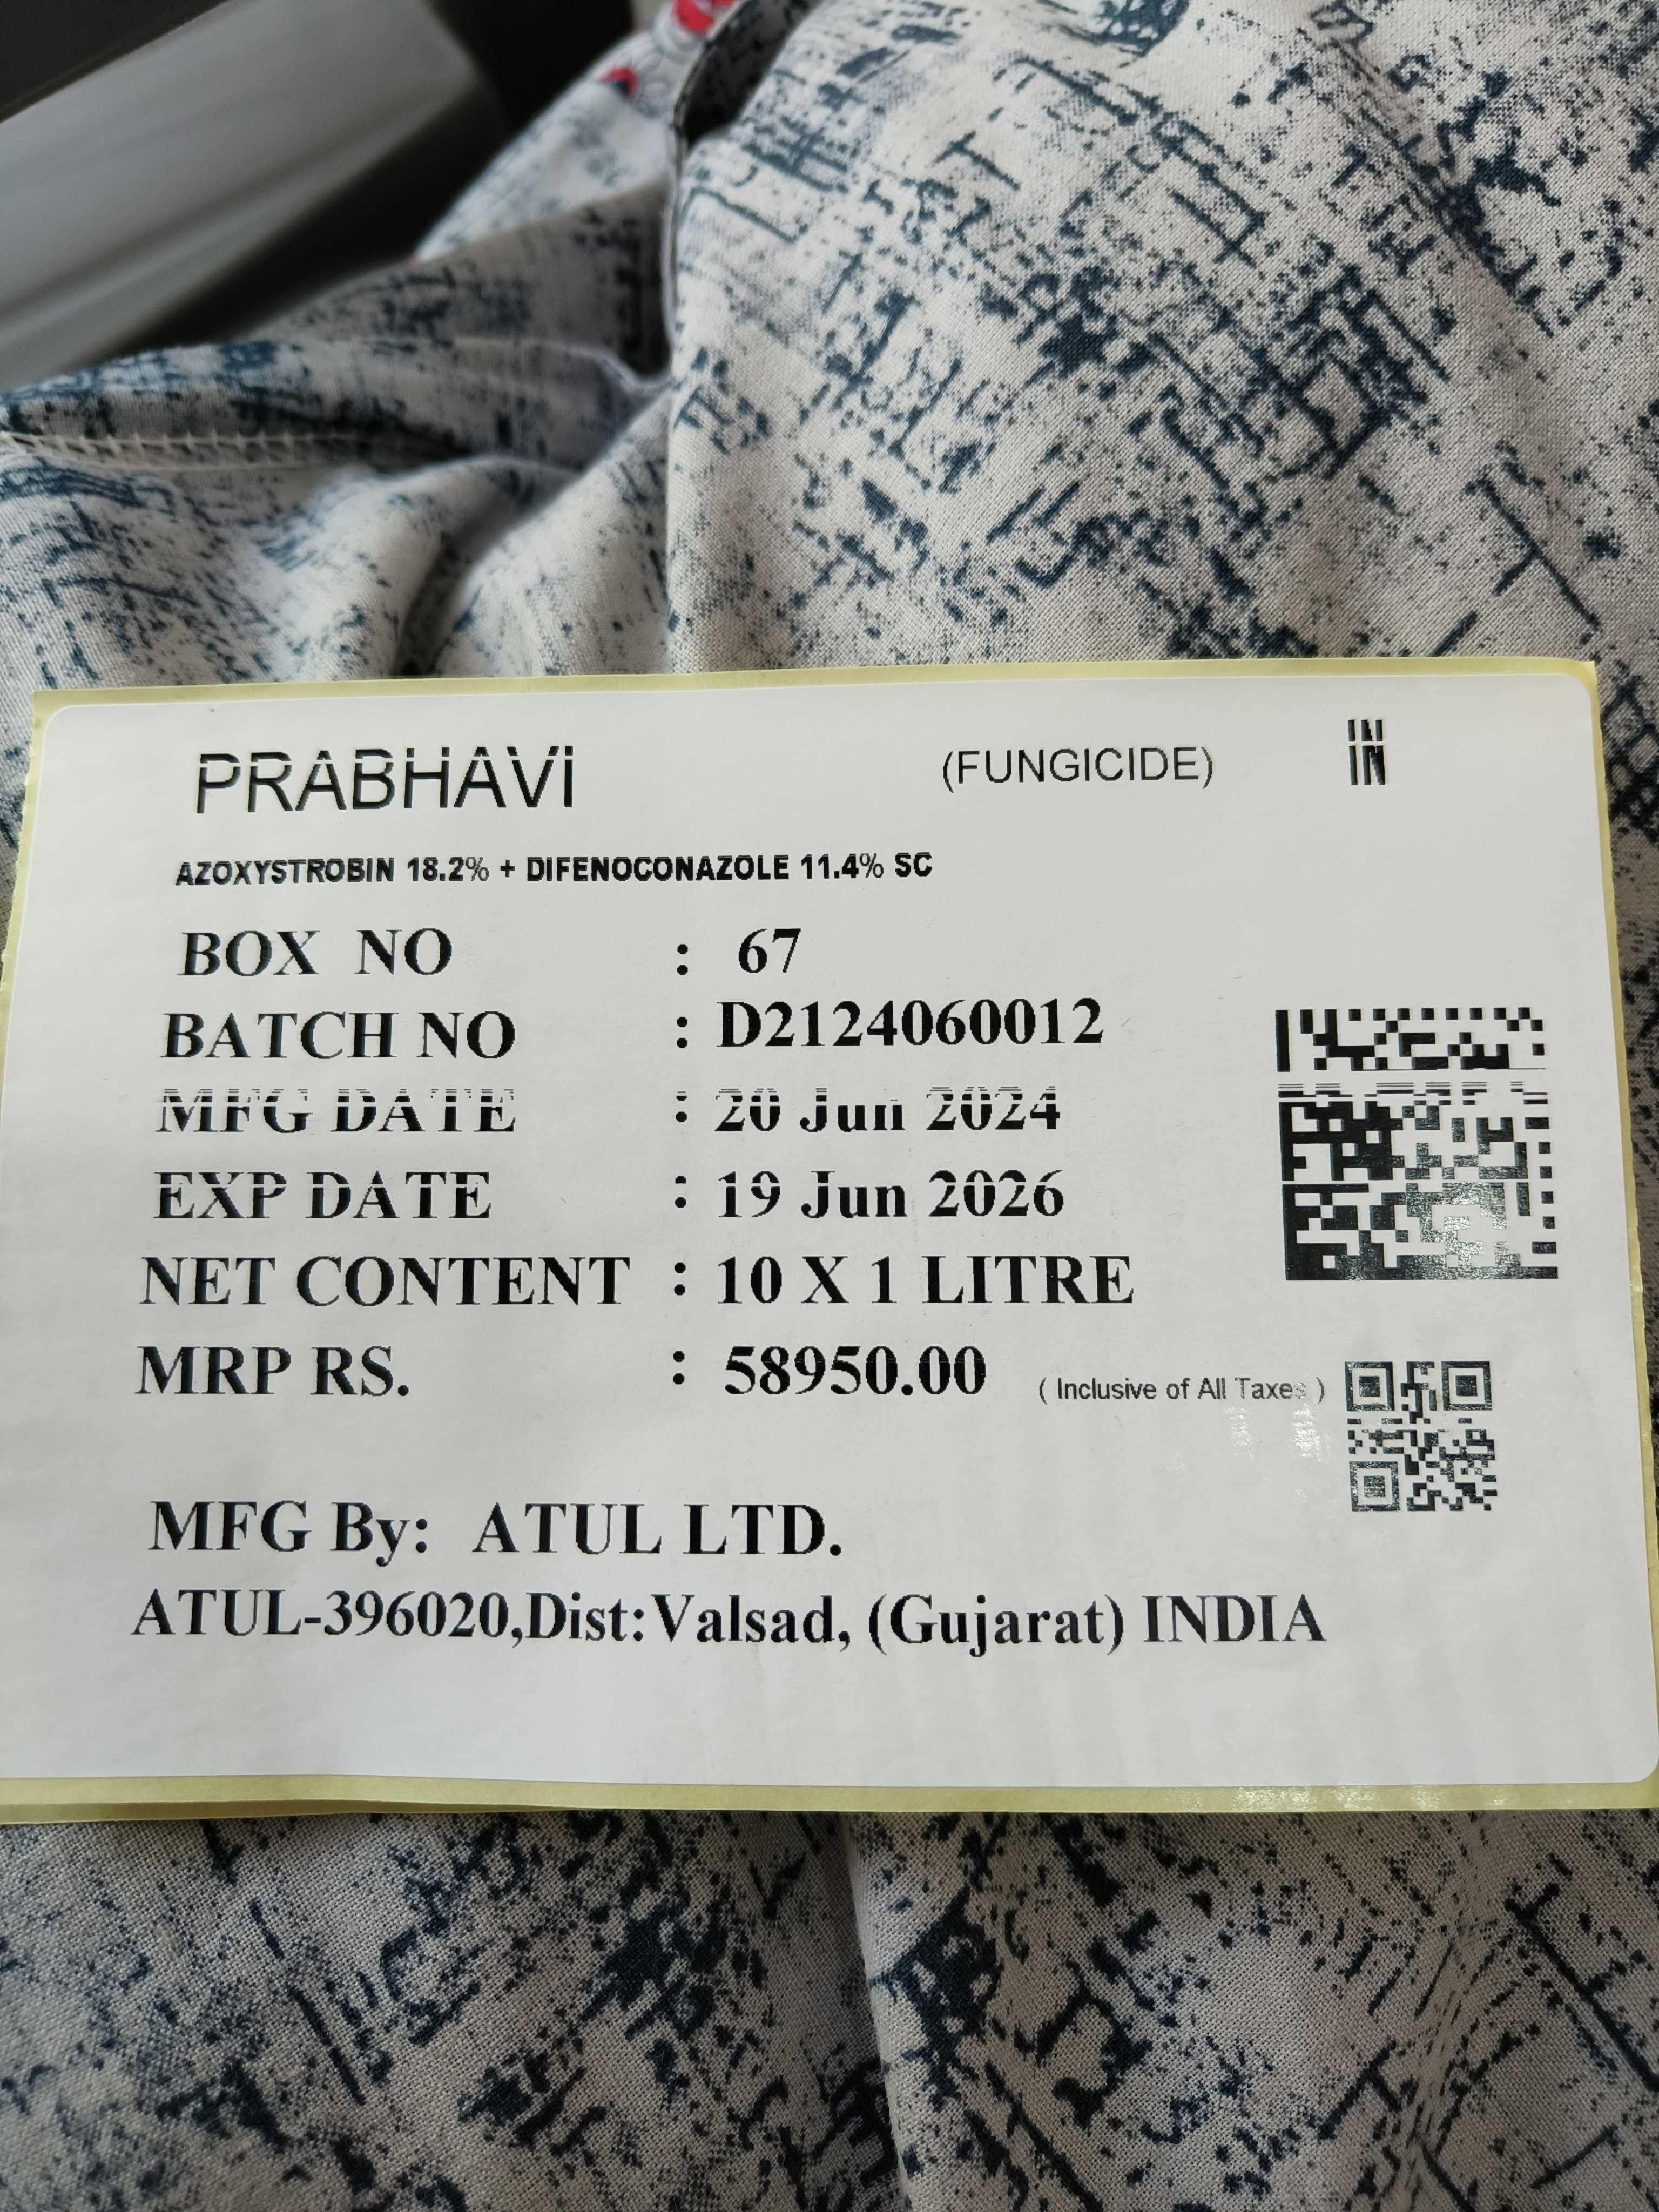 PRABHAVI (FUNGICIDE) IN
AZOXYSTROBIN 18.2% + DIFENOCONAZOLE 11.4% SC
BOX NO : 67
BATCH NO : D2124060012
MFG DATE : 20 Jun 2024
EXP DATE : 19 Jun 2026
NET CONTENT : 10 X 1 LITRE
MRP RS. : 58950.00 ( Inclusive of All Taxes )
MFG By: ATUL LTD.
ATUL-396020,Dist:Valsad, (Gujarat) INDIA